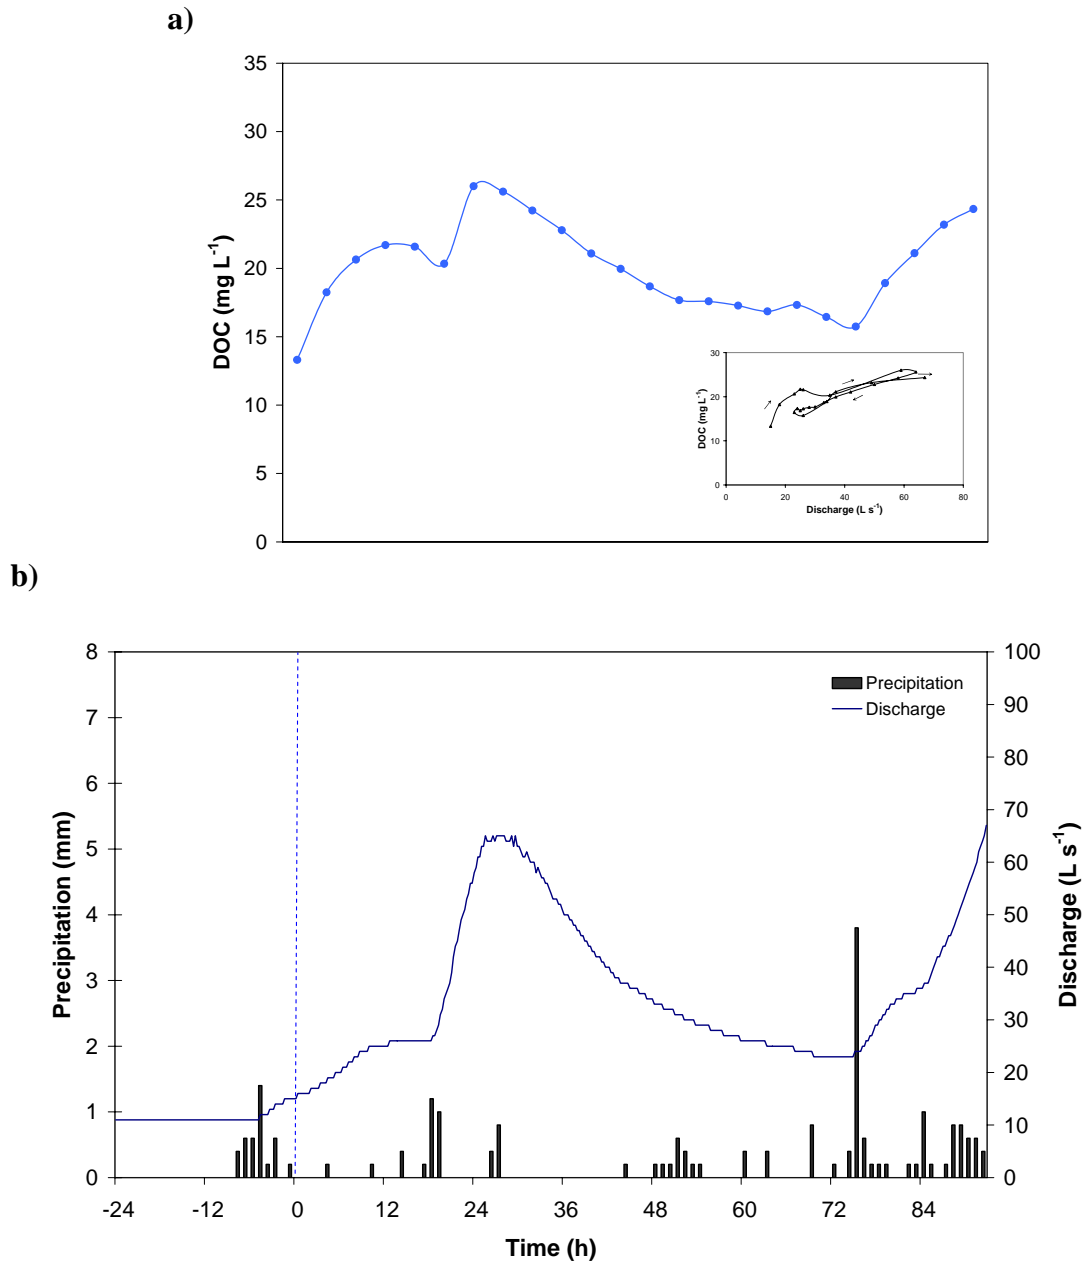 a)
35
30
25
20
15
10
5
0
DOC (mg L-1)
30
20
10
0
DOC (mg L-1)
0 20 40 60 80
Discharge (L s-1)
b)
8
7
6
5
4
3
2
1
0
Precipitation (mm)
Precipitation
Discharge
100
90
80
70
60
50
40
30
20
10
0
Discharge (L s-1)
-24 -12 0 12 24 36 48 60 72 84
Time (h)